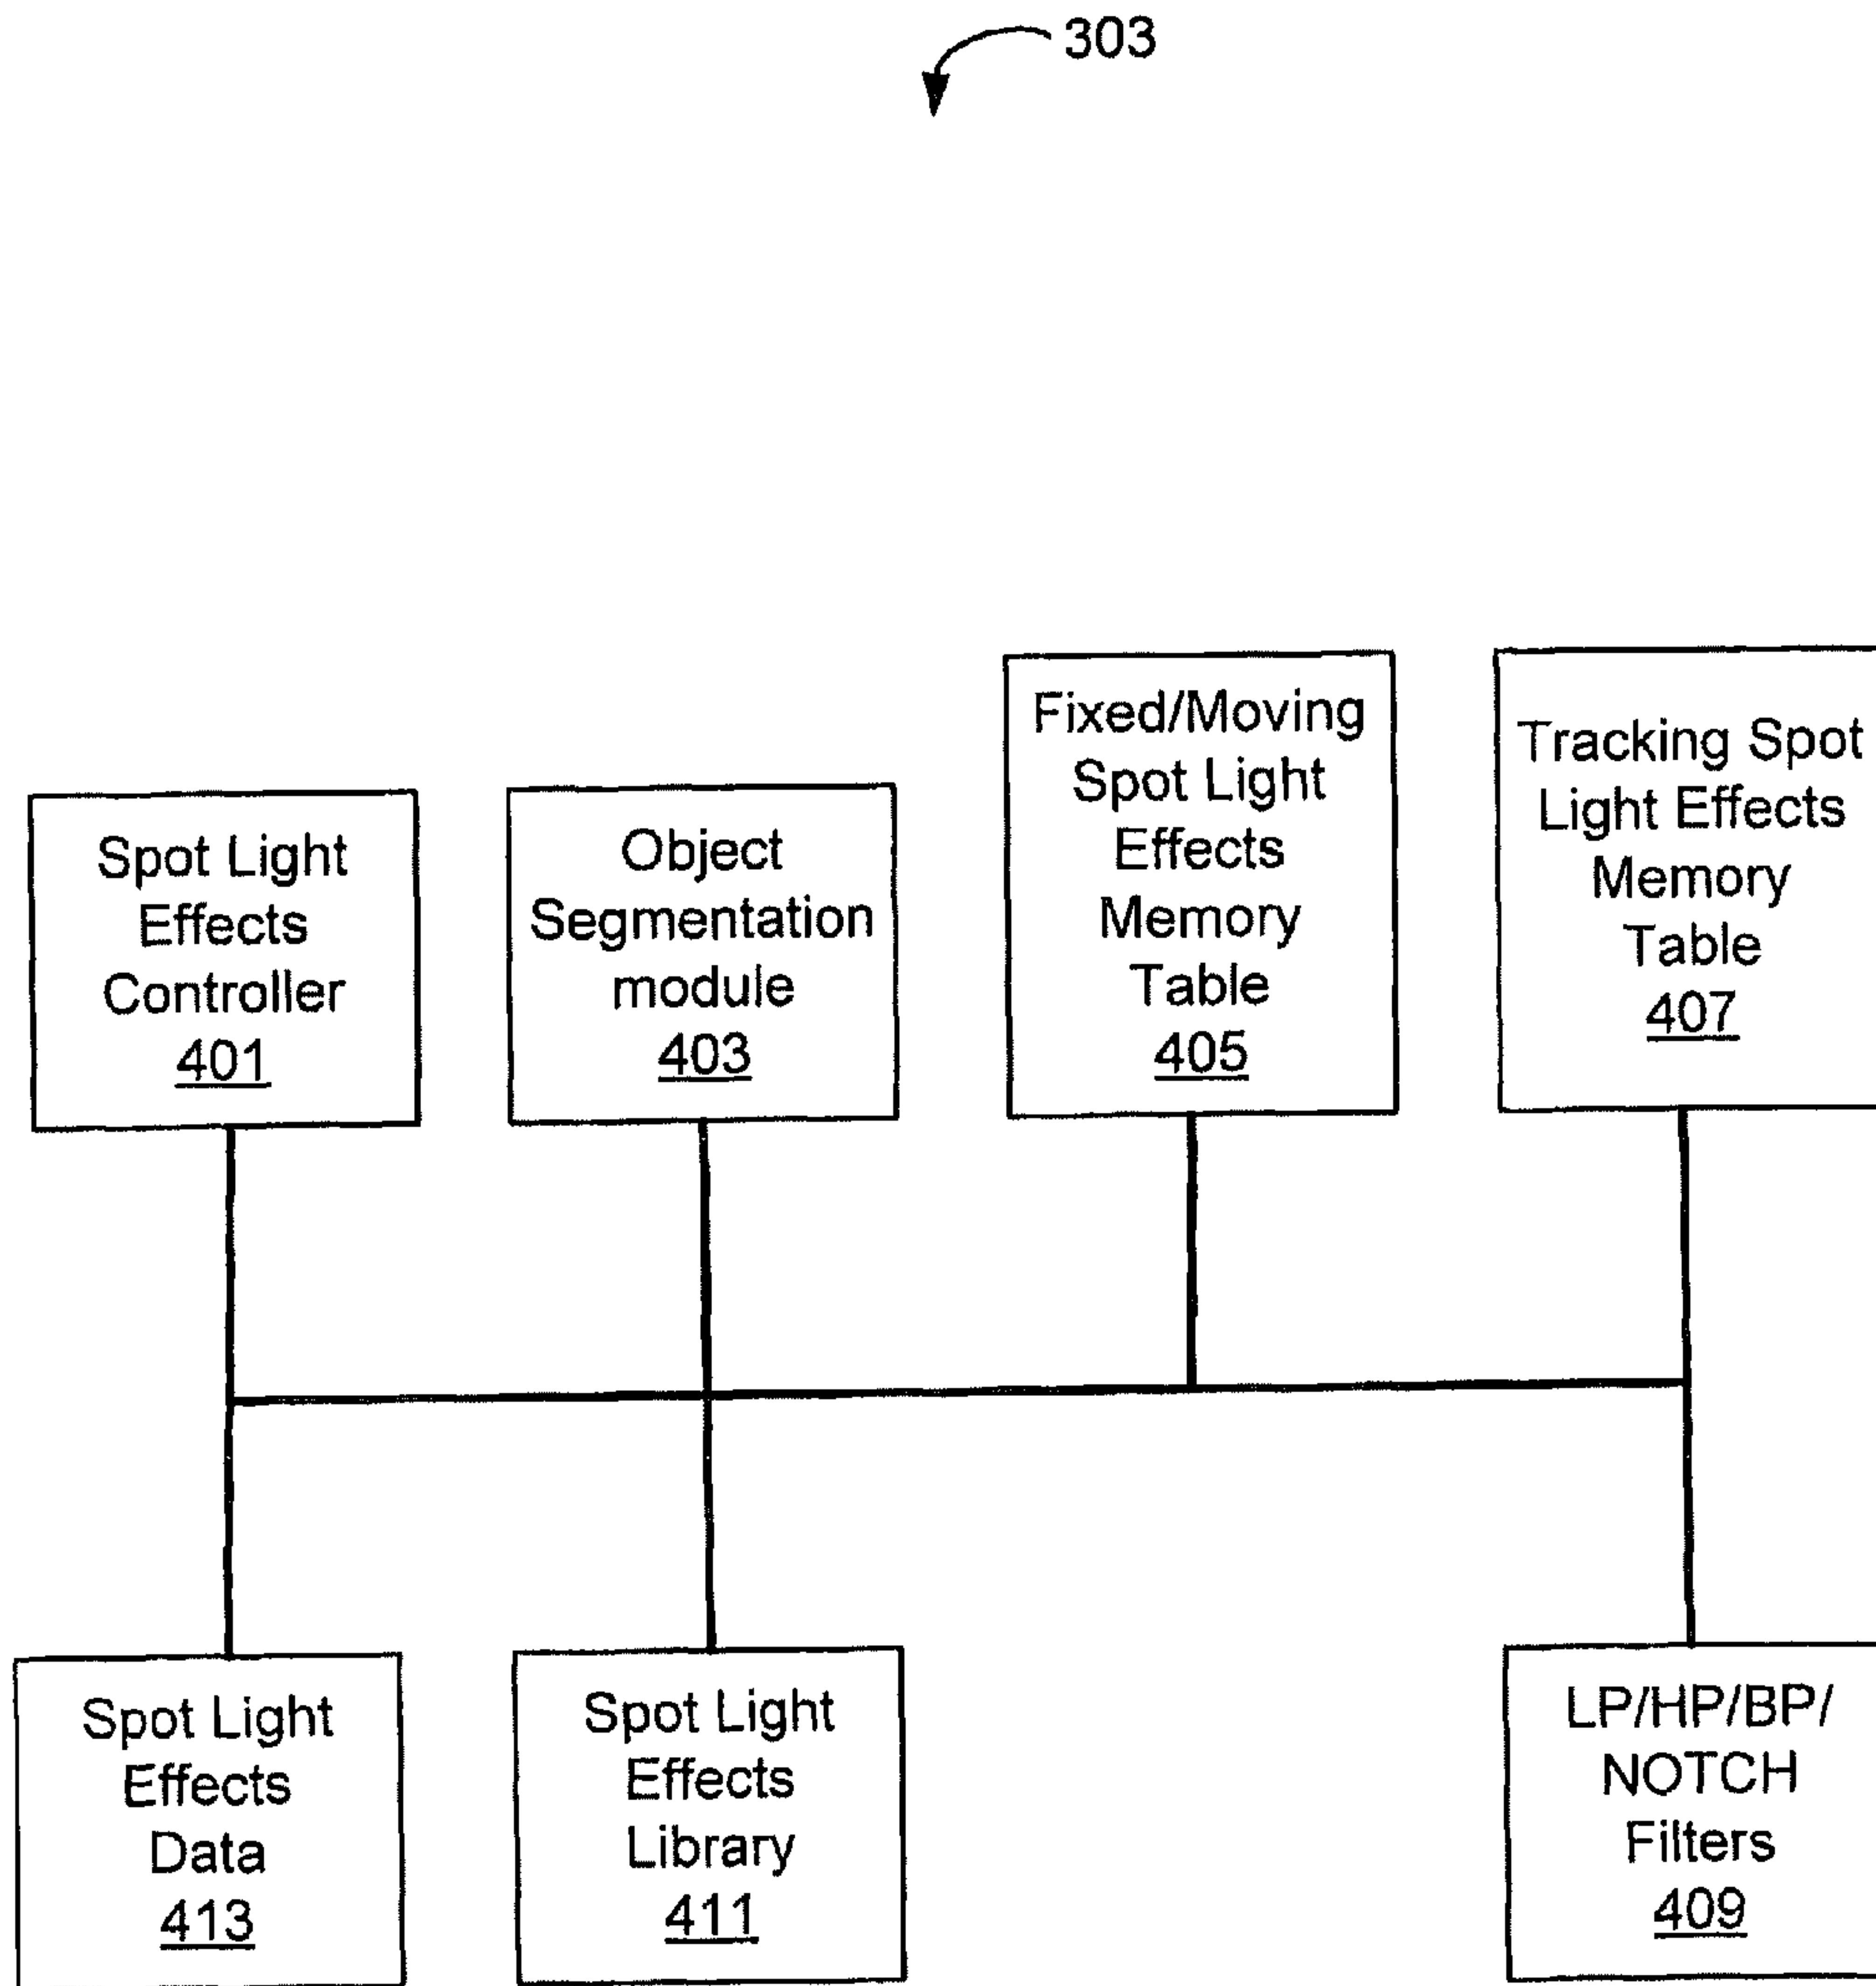 303
Spot Light
Effects
Controller
401
Object
Segmentation
module
403
Fixed/Moving
Spot Light
Effects
Memory
Table
405
Tracking Spot
Light Effects
Memory
Table
407
Spot Light
Effects
Data
413
Spot Light
Effects
Library
411
LP/HP/BP/
NOTCH
Filters
409